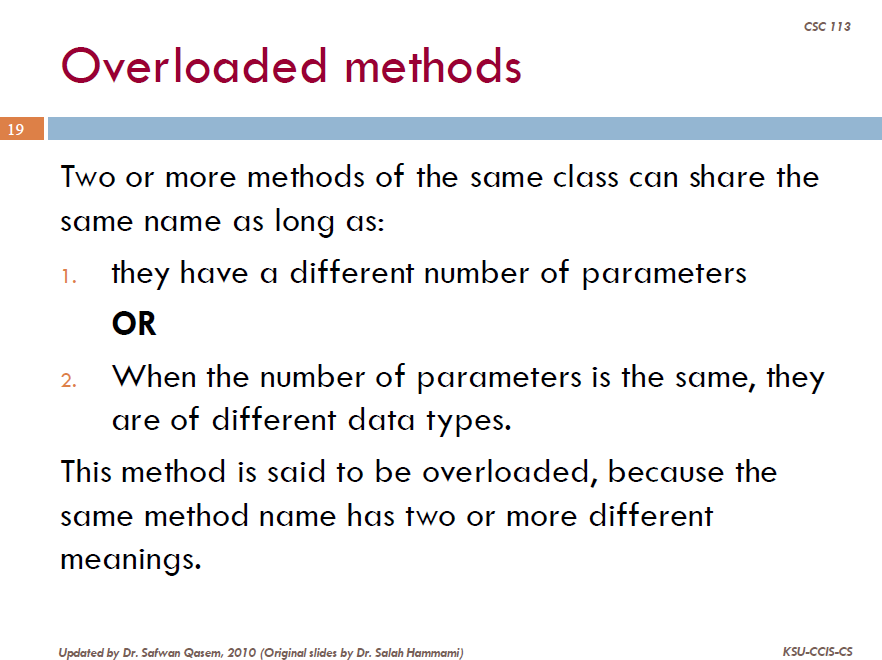 CSC 113
Overloaded methods
19
Two or more methods of the same class can share the
same name as long as:
1. they have a different number of parameters
OR
2. When the number of parameters is the same, they
are of different data types.
This method is said to be overloaded, because the
same method name has two or more different
meanings.
Updated by Dr. Safwan Qasem, 2010 (Original slides by Dr. Salah Hammami)
KSU-CCIS-CS